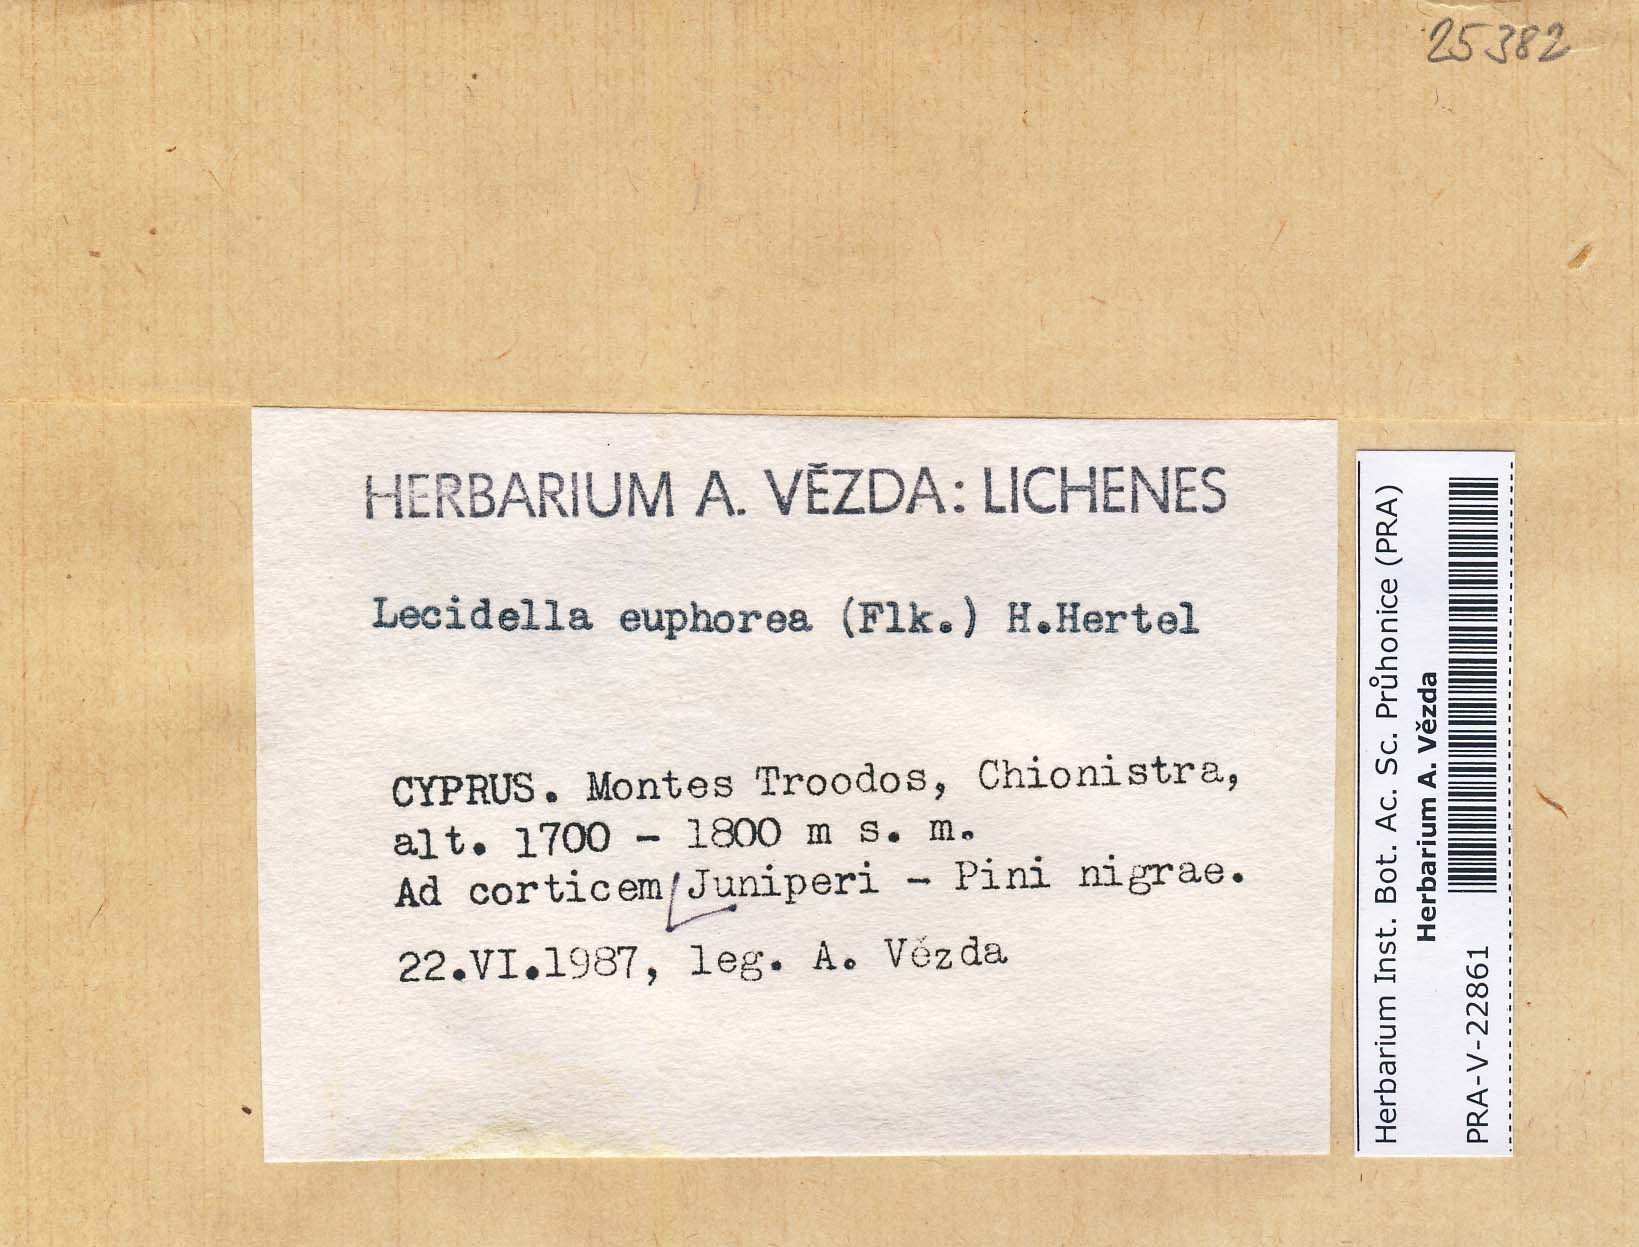 25382
HERBARIUM A. VĚZDA: LICHENES
Lecidella euphorea (Flk.) H.Hertel
CYPRUS. Montes Troodos, Chionistra,
alt. 1700 - 1800 m s. m.
Ad corticem Juniperi - Pini nigrae.
22.VI.1987, leg. A. Vézda
Herbarium Inst. Bot. Ac. Sc. Průhonice (PRA)
Herbarium A. Vězda
PRA-V-22861